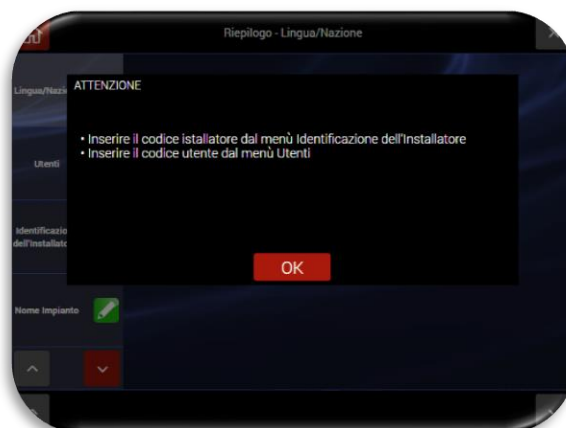 Riepilogo - Lingua/Nazione
ATTENZIONE
• Inserire il codice istallatore dal menù Identificazione dell'Installatore
• Inserire il codice utente dal menù Utenti
OK
Utenti
Nome Impianto